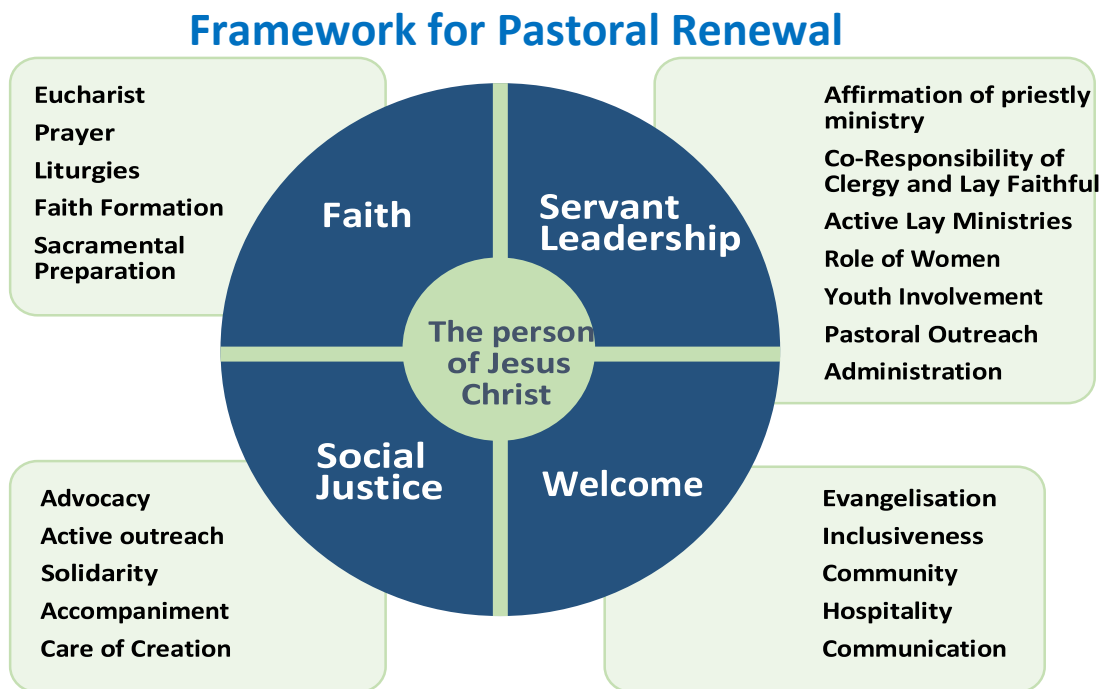 Framework for Pastoral Renewal
Eucharist
Prayer
Liturgies
Faith Formation
Sacramental
Preparation
Faith
Servant
Leadership
Affirmation of priestly
ministry
Co-Responsibility of
Clergy and Lay Faithful
Active Lay Ministries
Role of Women
Youth Involvement
Pastoral Outreach
Administration
The person
of Jesus
Christ
Social
Justice
Welcome
Advocacy
Active outreach
Solidarity
Accompaniment
Care of Creation
Evangelisation
Inclusiveness
Community
Hospitality
Communication